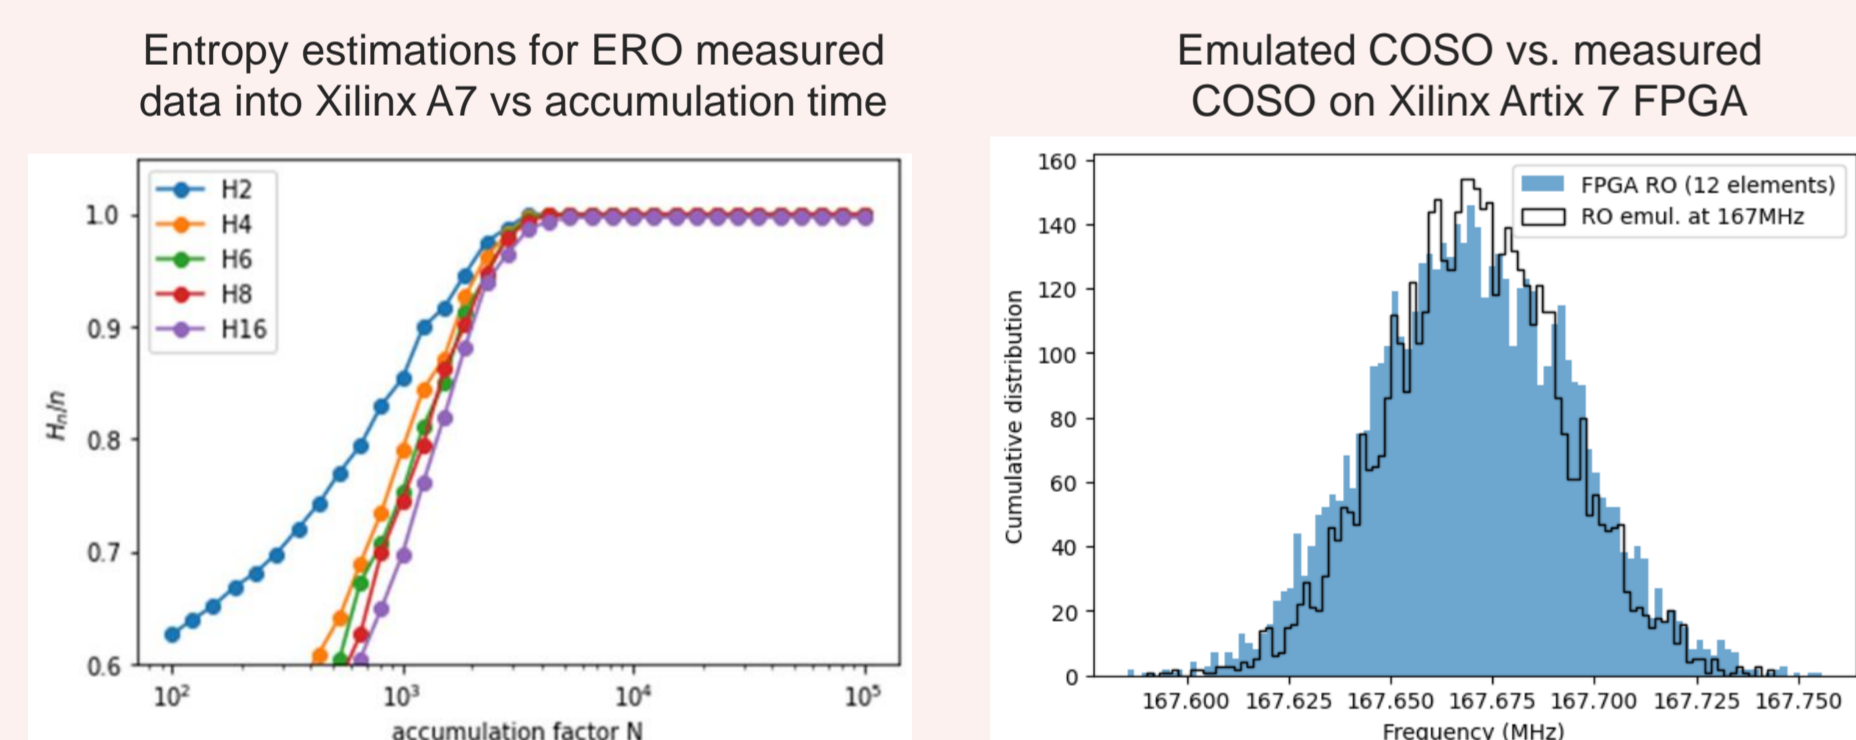 Entropy estimations for ERO measured
data into Xilinx A7 vs accumulation time
H2
H4
H6
H8
H16
1.0
0.9
0.8
0.7
0.6
Hₙ/n
10²
10³
10⁴
10⁵
accumulation factor N
Emulated COSO vs. measured
COSO on Xilinx Artix 7 FPGA
FPGA RO (12 elements)
RO emul. at 167MHz
160
140
120
100
80
60
40
20
0
Cumulative distribution
167.600 167.625 167.650 167.675 167.700 167.725 167.750
Frequency (MHz)